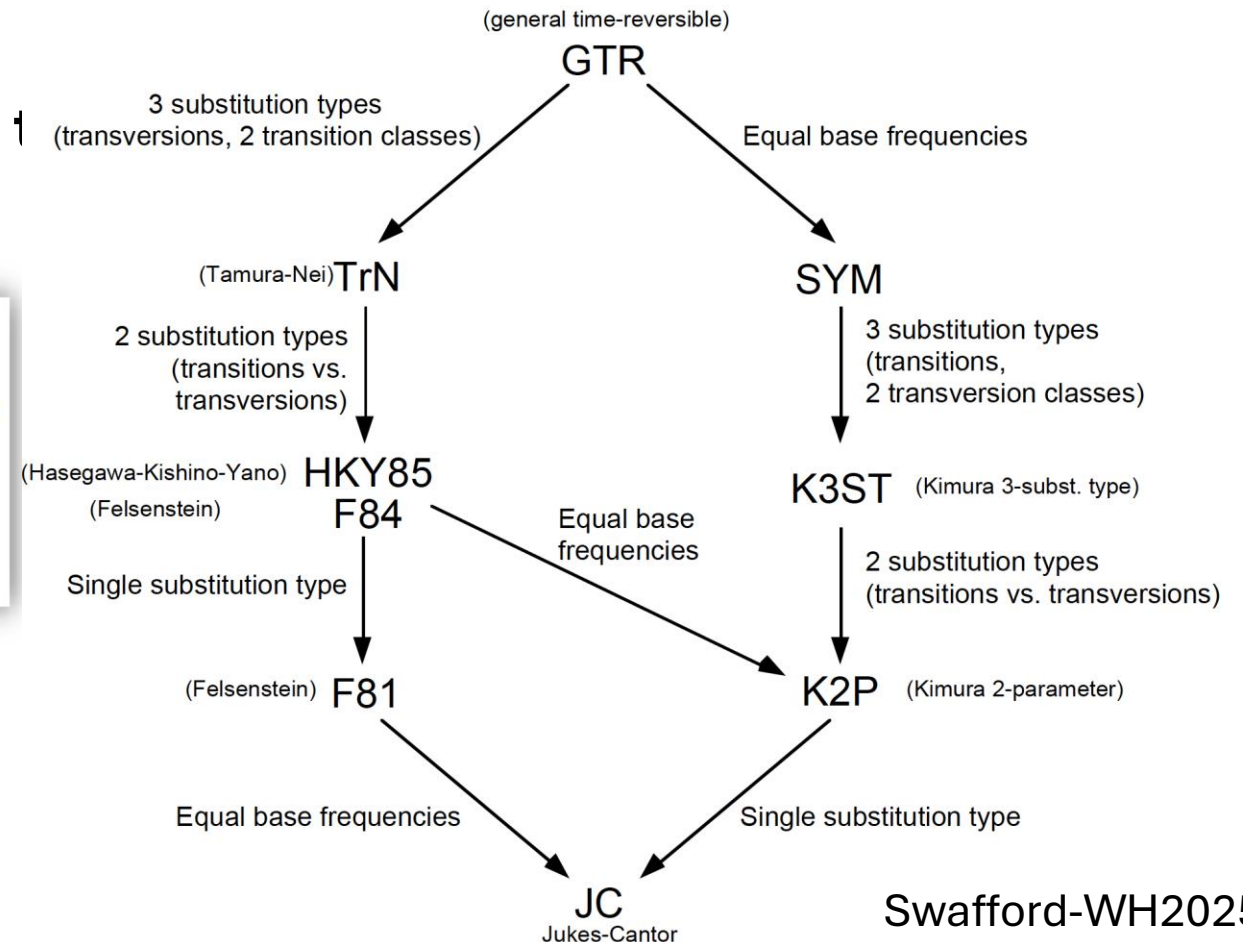 (general time-reversible)
GTR
3 substitution types
(transversions, 2 transition classes)
Equal base frequencies
(Tamura-Nei) TrN
SYM
2 substitution types
(transitions vs.
transversions)
3 substitution types
(transitions,
2 transversion classes)
(Hasegawa-Kishino-Yano) HKY85
(Felsenstein) F84
K3ST (Kimura 3-subst. type)
Equal base
frequencies
Single substitution type
2 substitution types
(transitions vs. transversions)
(Felsenstein) F81
K2P (Kimura 2-parameter)
Equal base frequencies
Single substitution type
JC
Jukes-Cantor
Swafford-WH2025